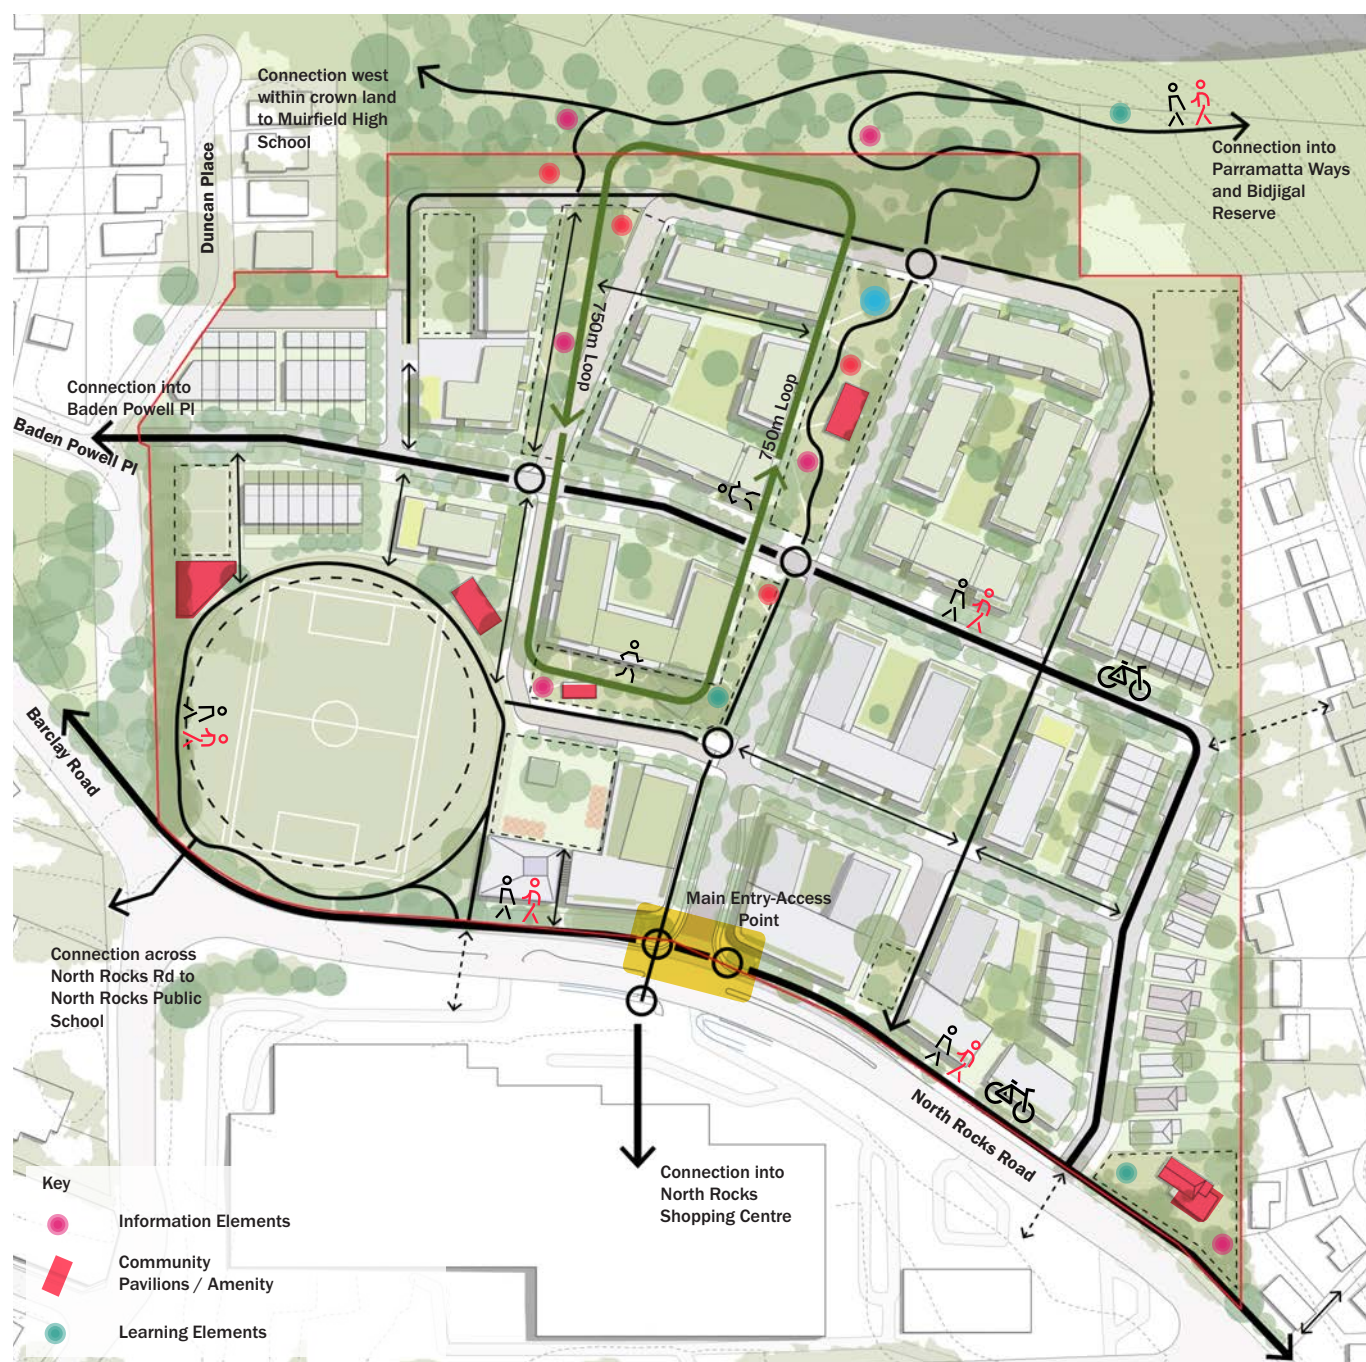 Connection west
within crown land
to Muirfield High
School
Duncan Place
Connection into
Parramatta Ways
and Bidjigal
Reserve
750m Loop
750m Loop
Connection into
Baden Powell Pl
Baden Powell Pl
Barclay Road
Main Entry-Access
Point
Connection across
North Rocks Rd to
North Rocks Public
School
North Rocks Road
Connection into
North Rocks
Shopping Centre
Key
Information Elements
Community
Pavilions / Amenity
Learning Elements